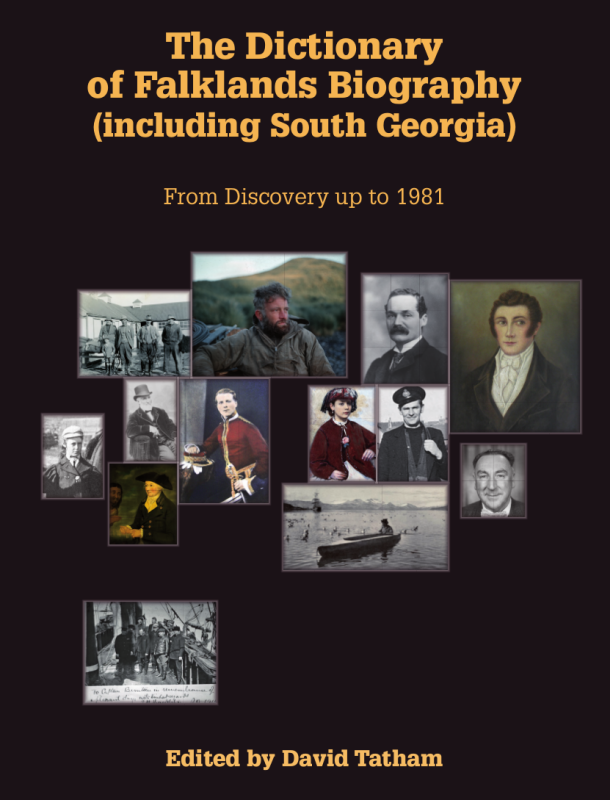 The Dictionary
of Falklands Biography
(including South Georgia)
From Discovery up to 1981
Edited by David Tatham